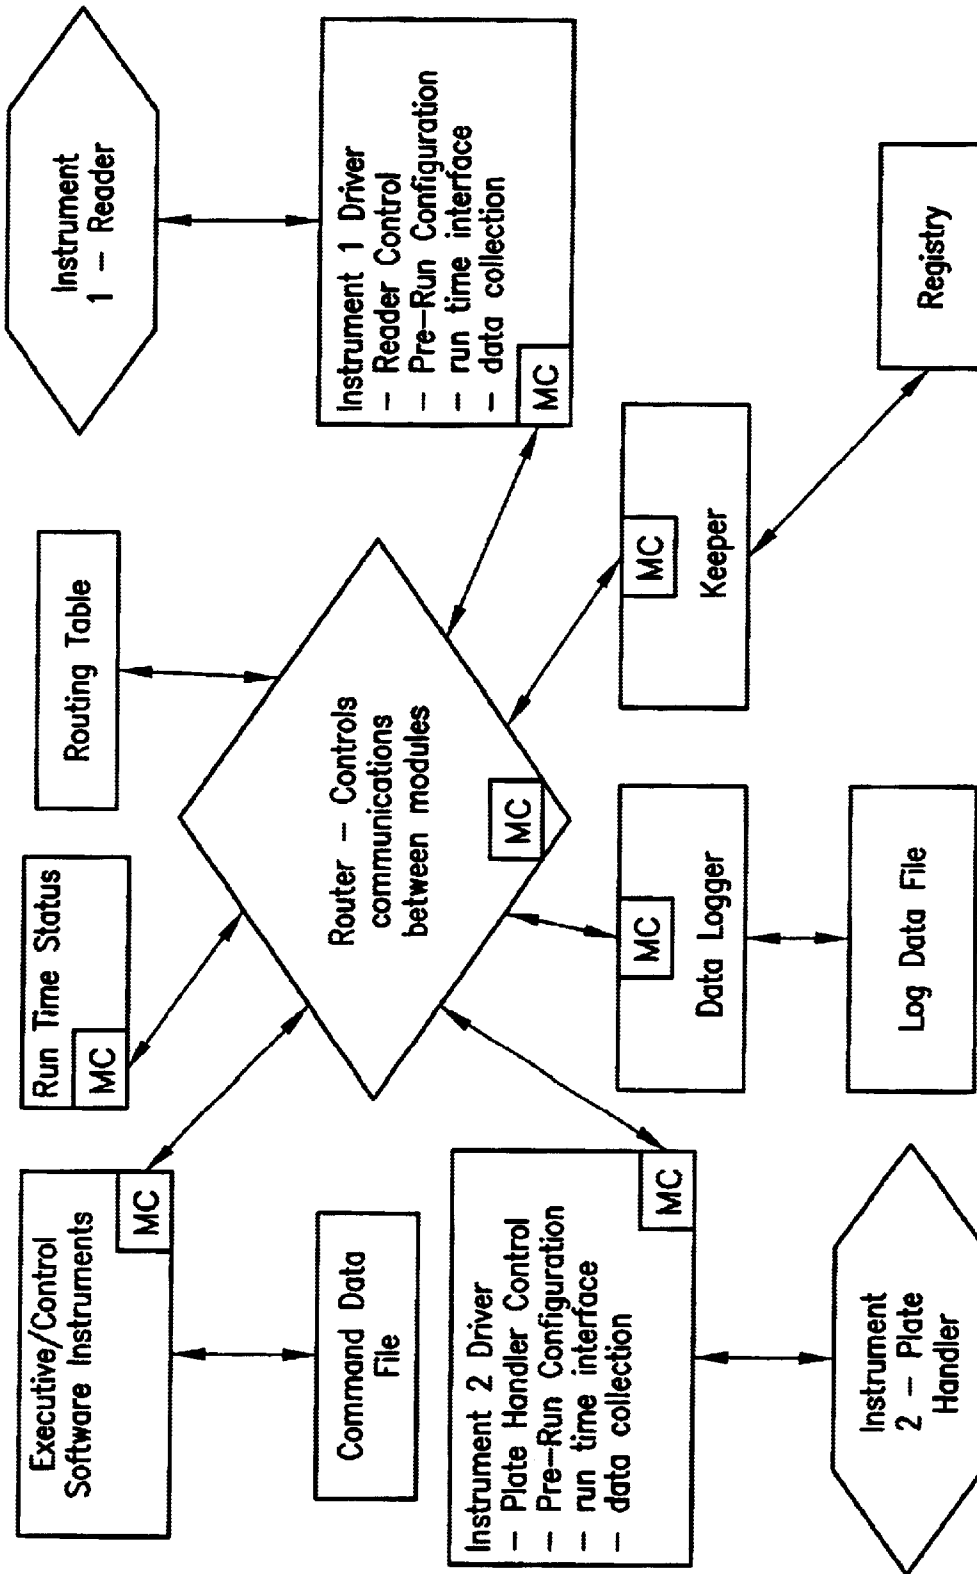 Executive/Control
Software Instruments
MC
Run Time Status
MC
Routing Table
Instrument
1 – Reader
Command Data
File
Router – Controls
communications
between modules
MC
Instrument 1 Driver
– Reader Control
– Pre–Run Configuration
– run time interface
– data collection
MC
Instrument 2 Driver
– Plate Handler Control
– Pre–Run Configuration
– run time interface
– data collection
MC
MC
Data Logger
MC
Keeper
Instrument
2 – Plate
Handler
Log Data File
Registry